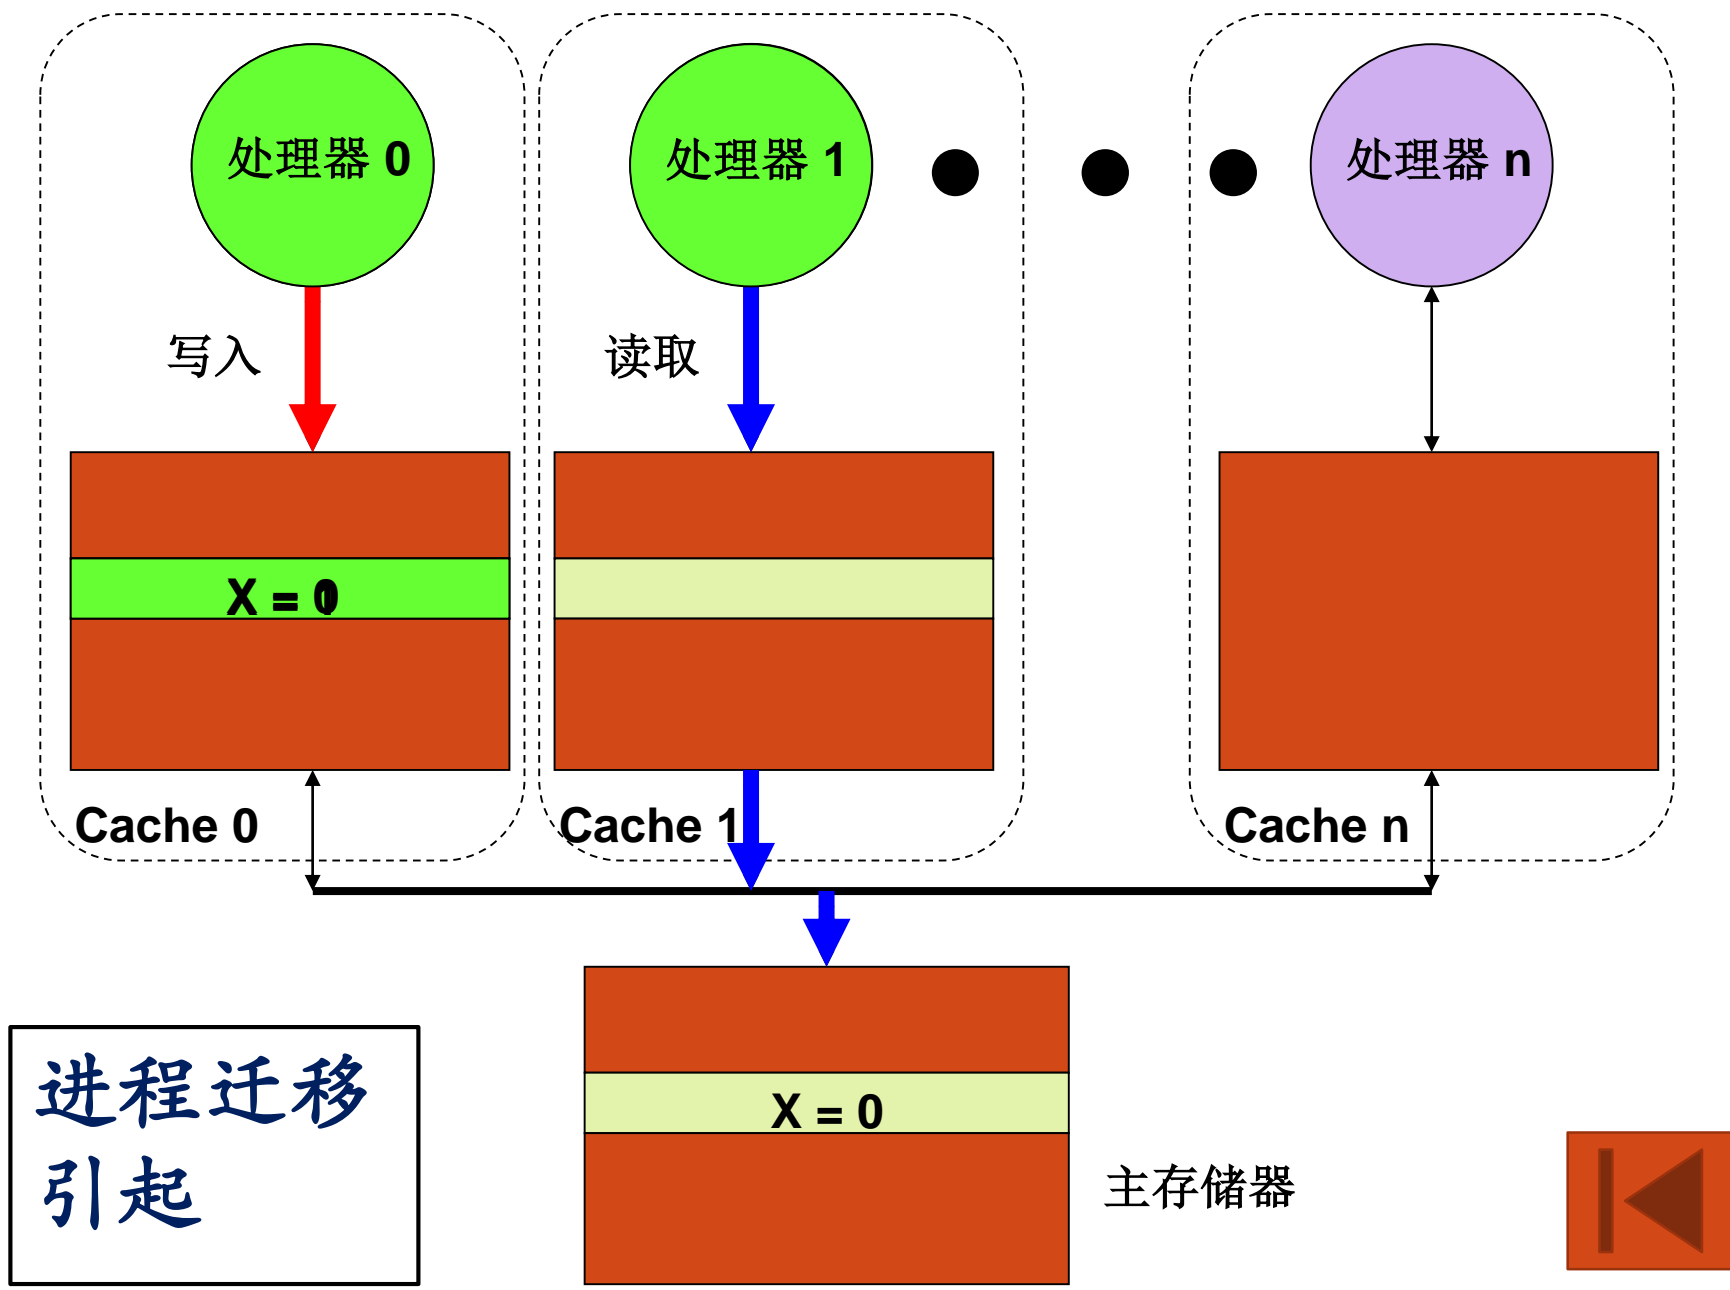 处理器 0
处理器 1
处理器 n
写入
读取
X =
Cache 0
Cache 1
Cache n
X = 0
主存储器
进程迁移
引起